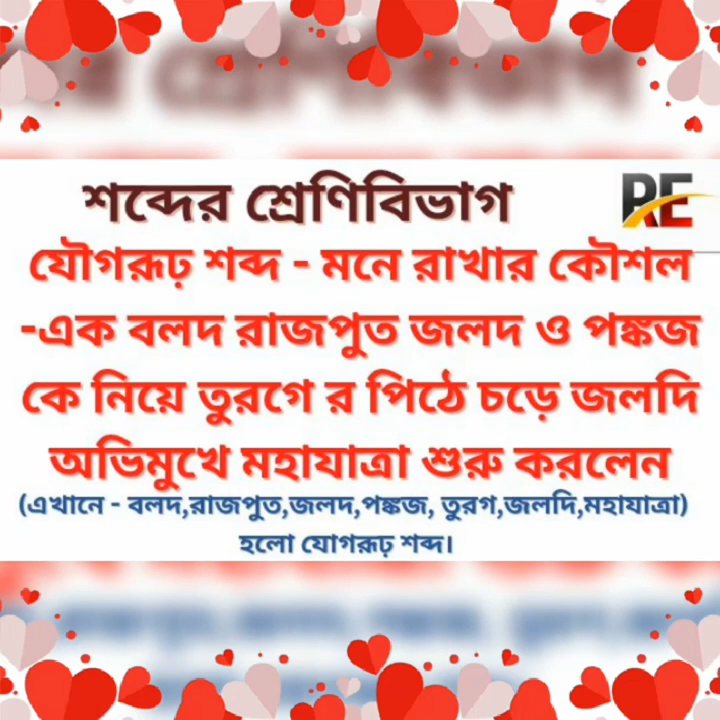 শব্দের শ্রেণিবিভাগ
RE
যৌগরূঢ় শব্দ - মনে রাখার কৌশল
-এক বলদ রাজপুত জলদ ও পঙ্কজ
কে নিয়ে তুরগে র পিঠে চড়ে জলদি
অভিমুখে মহাযাত্রা শুরু করলেন
(এখানে - বলদ,রাজপুত,জলদ,পঙ্কজ, তুরগ,জলদি,মহাযাত্রা)
হলো যোগরূঢ় শব্দ।